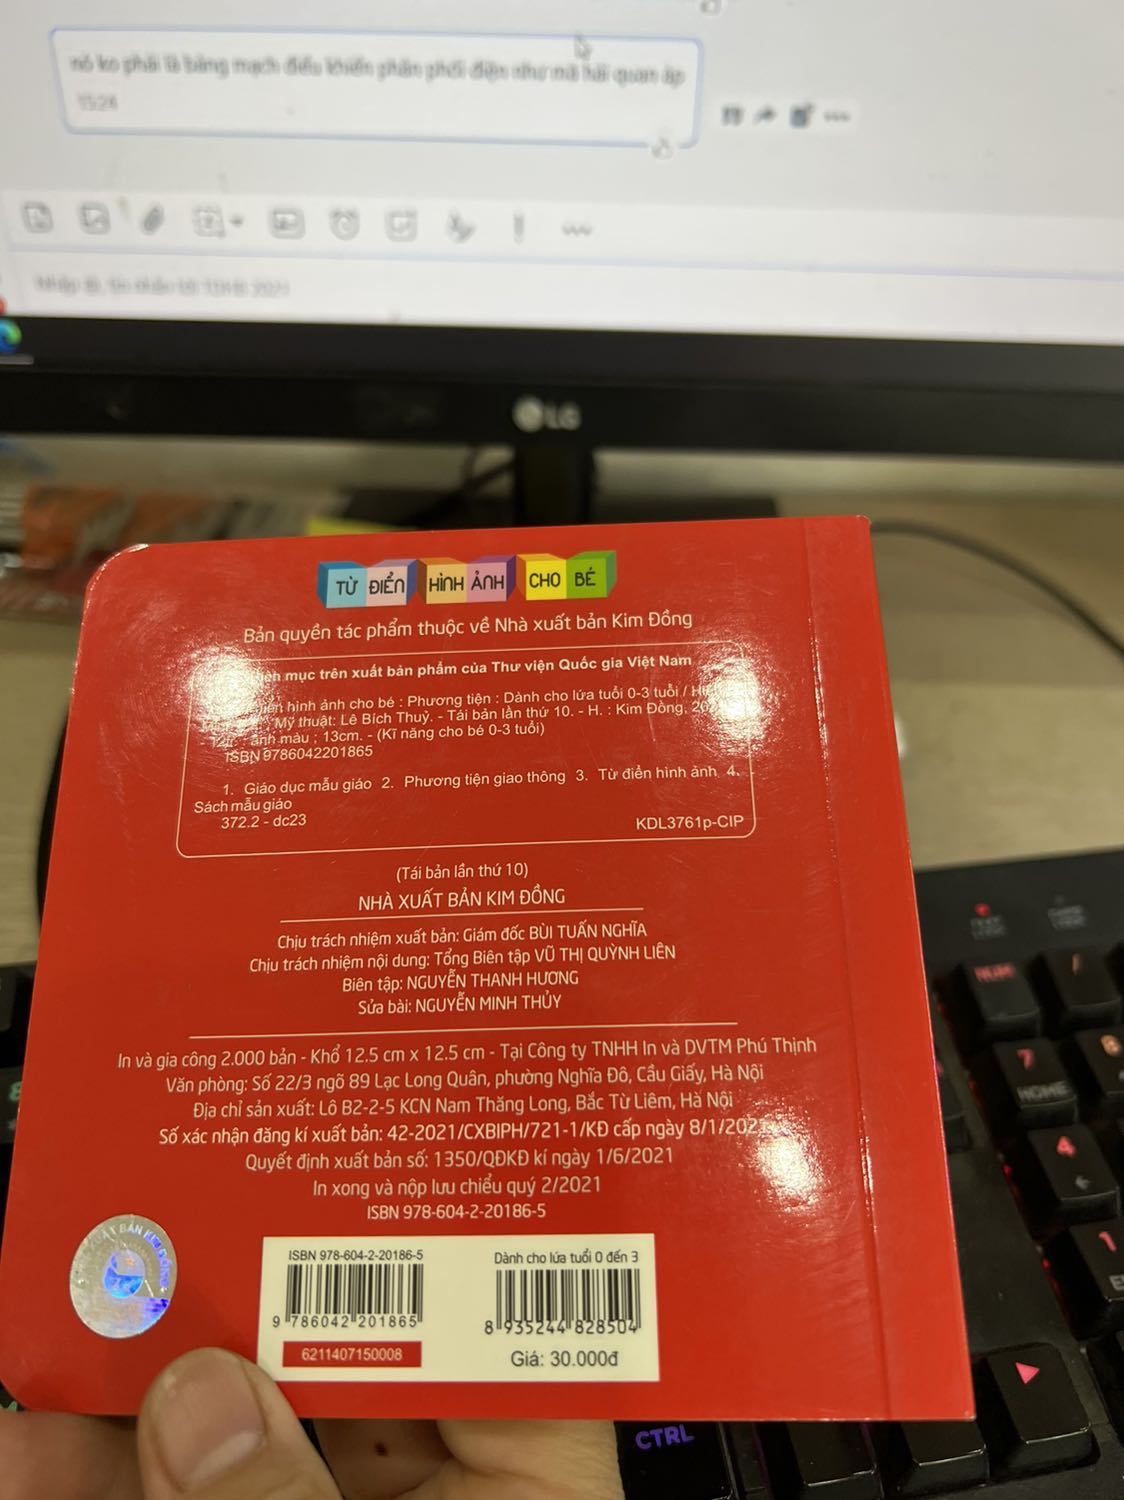 nó ko phải là bảng mạch điều khiển phân phối điện như mã hải quan áp
15:24
LG
TỪ ĐIỂN HÌNH ẢNH CHO BÉ
Bản quyền tác phẩm thuộc về Nhà xuất bản Kim Đồng
mục trên xuất bản phẩm của Thư viện Quốc gia Việt Nam
hình ảnh cho bé : Phương tiện : Dành cho lứa tuổi 0-3 tuổi /
Mỹ thuật: Lê Bích Thuỷ. - Tái bản lần thứ 10. - H. : Kim Đồng,
ảnh màu ; 13cm. - (Kĩ năng cho bé 0-3 tuổi)
ISBN 9786042201865
1. Giáo dục mẫu giáo 2. Phương tiện giao thông 3. Từ điển hình ảnh 4.
Sách mẫu giáo
372.2 - dc23
KDL3761p-CIP
(Tái bản lần thứ 10)
NHÀ XUẤT BẢN KIM ĐỒNG
Chịu trách nhiệm xuất bản: Giám đốc BÙI TUẤN NGHĨA
Chịu trách nhiệm nội dung: Tổng Biên tập VŨ THỊ QUỲNH LIÊN
Biên tập: NGUYỄN THANH HƯƠNG
Sửa bài: NGUYỄN MINH THỦY
In và gia công 2.000 bản - Khổ 12.5 cm x 12.5 cm - Tại Công ty TNHH In và DVTM Phú Thịnh
Văn phòng: Số 22/3 ngõ 89 Lạc Long Quân, phường Nghĩa Đô, Cầu Giấy, Hà Nội
Địa chỉ sản xuất: Lô B2-2-5 KCN Nam Thăng Long, Bắc Từ Liêm, Hà Nội
Số xác nhận đăng kí xuất bản: 42-2021/CXBIPH/721-1/KĐ cấp ngày 8/1/2021
Quyết định xuất bản số: 1350/QĐKĐ kí ngày 1/6/2021
In xong và nộp lưu chiểu quý 2/2021
ISBN 978-604-2-20186-5
ISBN 978-604-2-20186-5
9 786042 201865
6211407150008
Dành cho lứa tuổi 0 đến 3
8 935244 828504
Giá: 30.000đ
NUM
/
7
HOME
8
4
1
CTRL